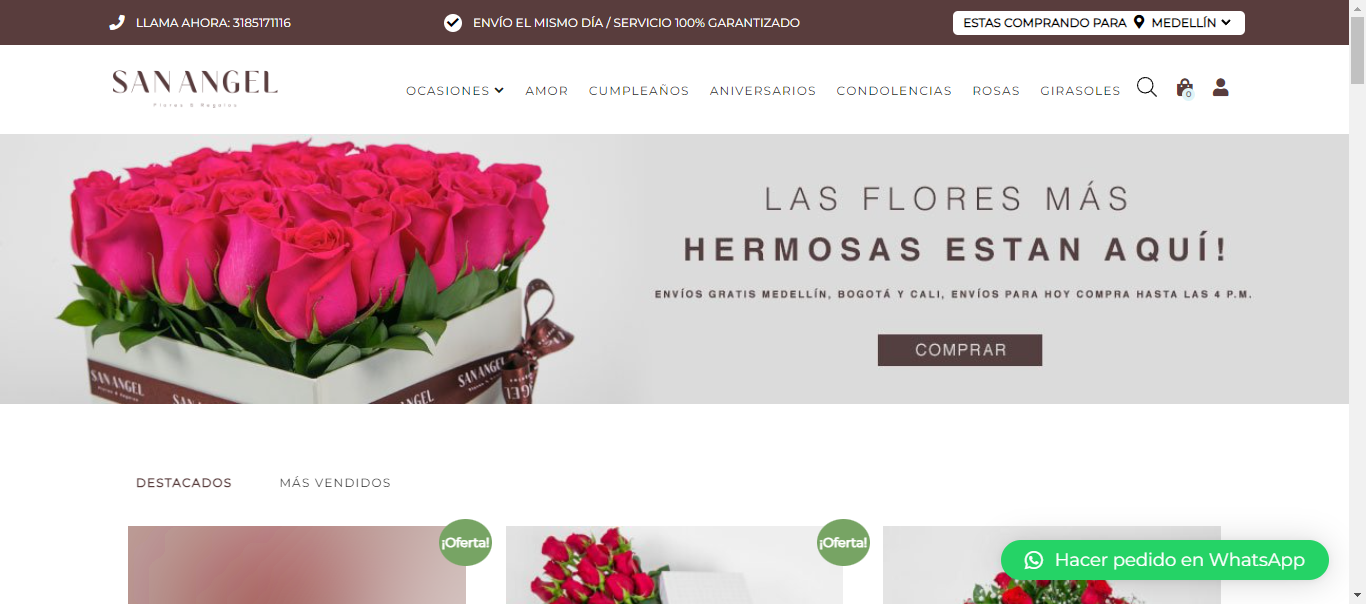 LLAMA AHORA: 3185171116
ENVÍO EL MISMO DÍA / SERVICIO 100% GARANTIZADO
ESTAS COMPRANDO PARA MEDELLÍN
SAN ANGEL
Flores & Regalos
OCASIONES AMOR CUMPLEAÑOS ANIVERSARIOS CONDOLENCIAS ROSAS GIRASOLES
0
LAS FLORES MÁS
HERMOSAS ESTAN AQUÍ!
ENVÍOS GRATIS MEDELLÍN, BOGOTÁ Y CALI, ENVÍOS PARA HOY COMPRA HASTA LAS 4 P.M.
COMPRAR
SAN ANGEL
Flores & Regalos
SAN
SAN ANGEL
DESTACADOS MÁS VENDIDOS
¡Oferta!
¡Oferta!
Hacer pedido en WhatsApp